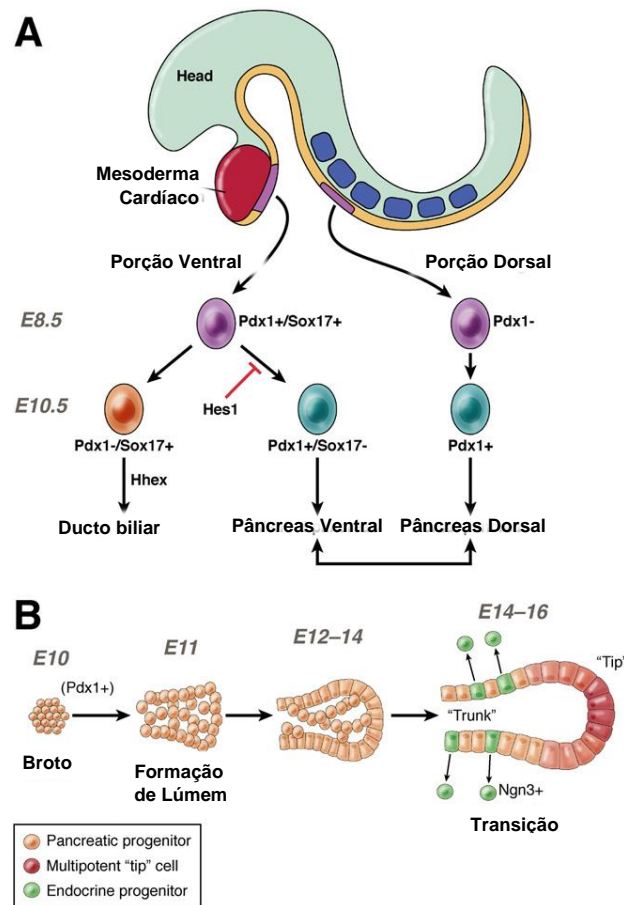 A
Head
Mesoderma
Cardíaco
Porção Ventral
Porção Dorsal
E8.5
Pdx1+/Sox17+
Pdx1-
E10.5
Hes1
Pdx1-/Sox17+
Pdx1+/Sox17-
Pdx1+
Hhex
Ducto biliar
Pâncreas Ventral
Pâncreas Dorsal
B
E10
E11
E12–14
E14–16
(Pdx1+)
"Tip"
"Trunk"
Broto
Formação
de Lúmem
Ngn3+
Transição
Pancreatic progenitor
Multipotent "tip" cell
Endocrine progenitor